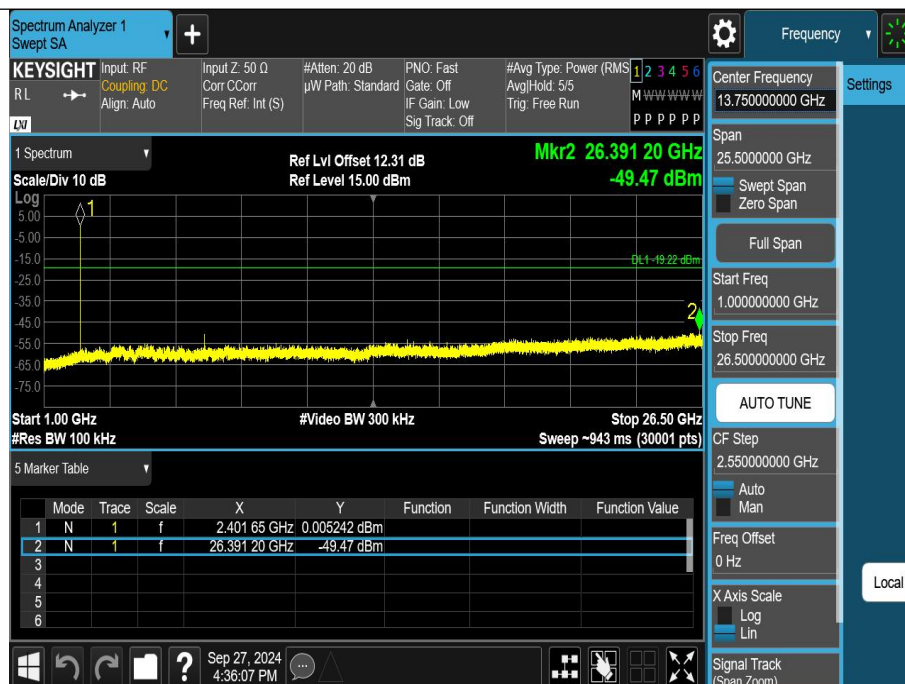 Spectrum Analyzer 1
Swept SA
+
Frequency
KEYSIGHT
RL
LXI
Input: RF
Coupling: DC
Align: Auto
Input Z: 50 Ω
Corr CCorr
Freq Ref: Int (S)
#Atten: 20 dB
µW Path: Standard
PNO: Fast
Gate: Off
IF Gain: Low
Sig Track: Off
#Avg Type: Power (RMS
Avg|Hold: 5/5
Trig: Free Run
1 2 3 4 5 6
M W W W W W
P P P P P P
1 Spectrum
Scale/Div 10 dB
Ref Lvl Offset 12.31 dB
Ref Level 15.00 dBm
Mkr2 26.391 20 GHz
-49.47 dBm
Log
5.00
-5.00
-15.0
-25.0
-35.0
-45.0
-55.0
-65.0
-75.0
1
DL1 -19.22 dBm
2
Start 1.00 GHz
#Video BW 300 kHz
Stop 26.50 GHz
#Res BW 100 kHz
Sweep ~943 ms (30001 pts)
5 Marker Table
Mode Trace Scale X Y Function Function Width Function Value
1 N 1 f 2.401 65 GHz 0.005242 dBm
2 N 1 f 26.391 20 GHz -49.47 dBm
3
4
5
6
?
Sep 27, 2024
4:36:07 PM
Center Frequency
13.750000000 GHz
Span
25.5000000 GHz
Swept Span
Zero Span
Full Span
Start Freq
1.000000000 GHz
Stop Freq
26.500000000 GHz
AUTO TUNE
CF Step
2.550000000 GHz
Auto
Man
Freq Offset
0 Hz
X Axis Scale
Log
Lin
Signal Track
(Span Zoom)
Settings
Local